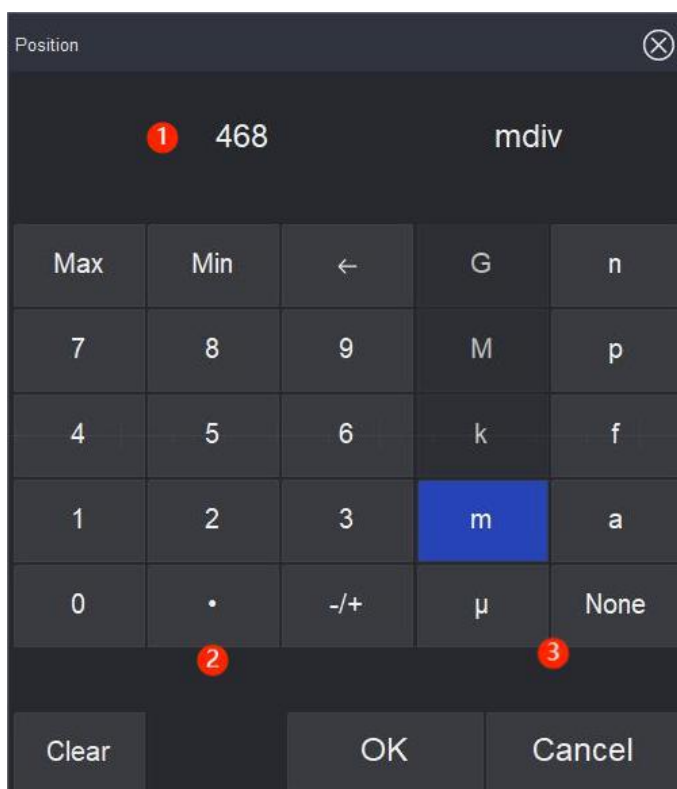 Position
1 468 mdiv
Max Min ← G n
7 8 9 M p
4 5 6 k f
1 2 3 m a
0 • -/+ µ None
2 3
Clear OK Cancel